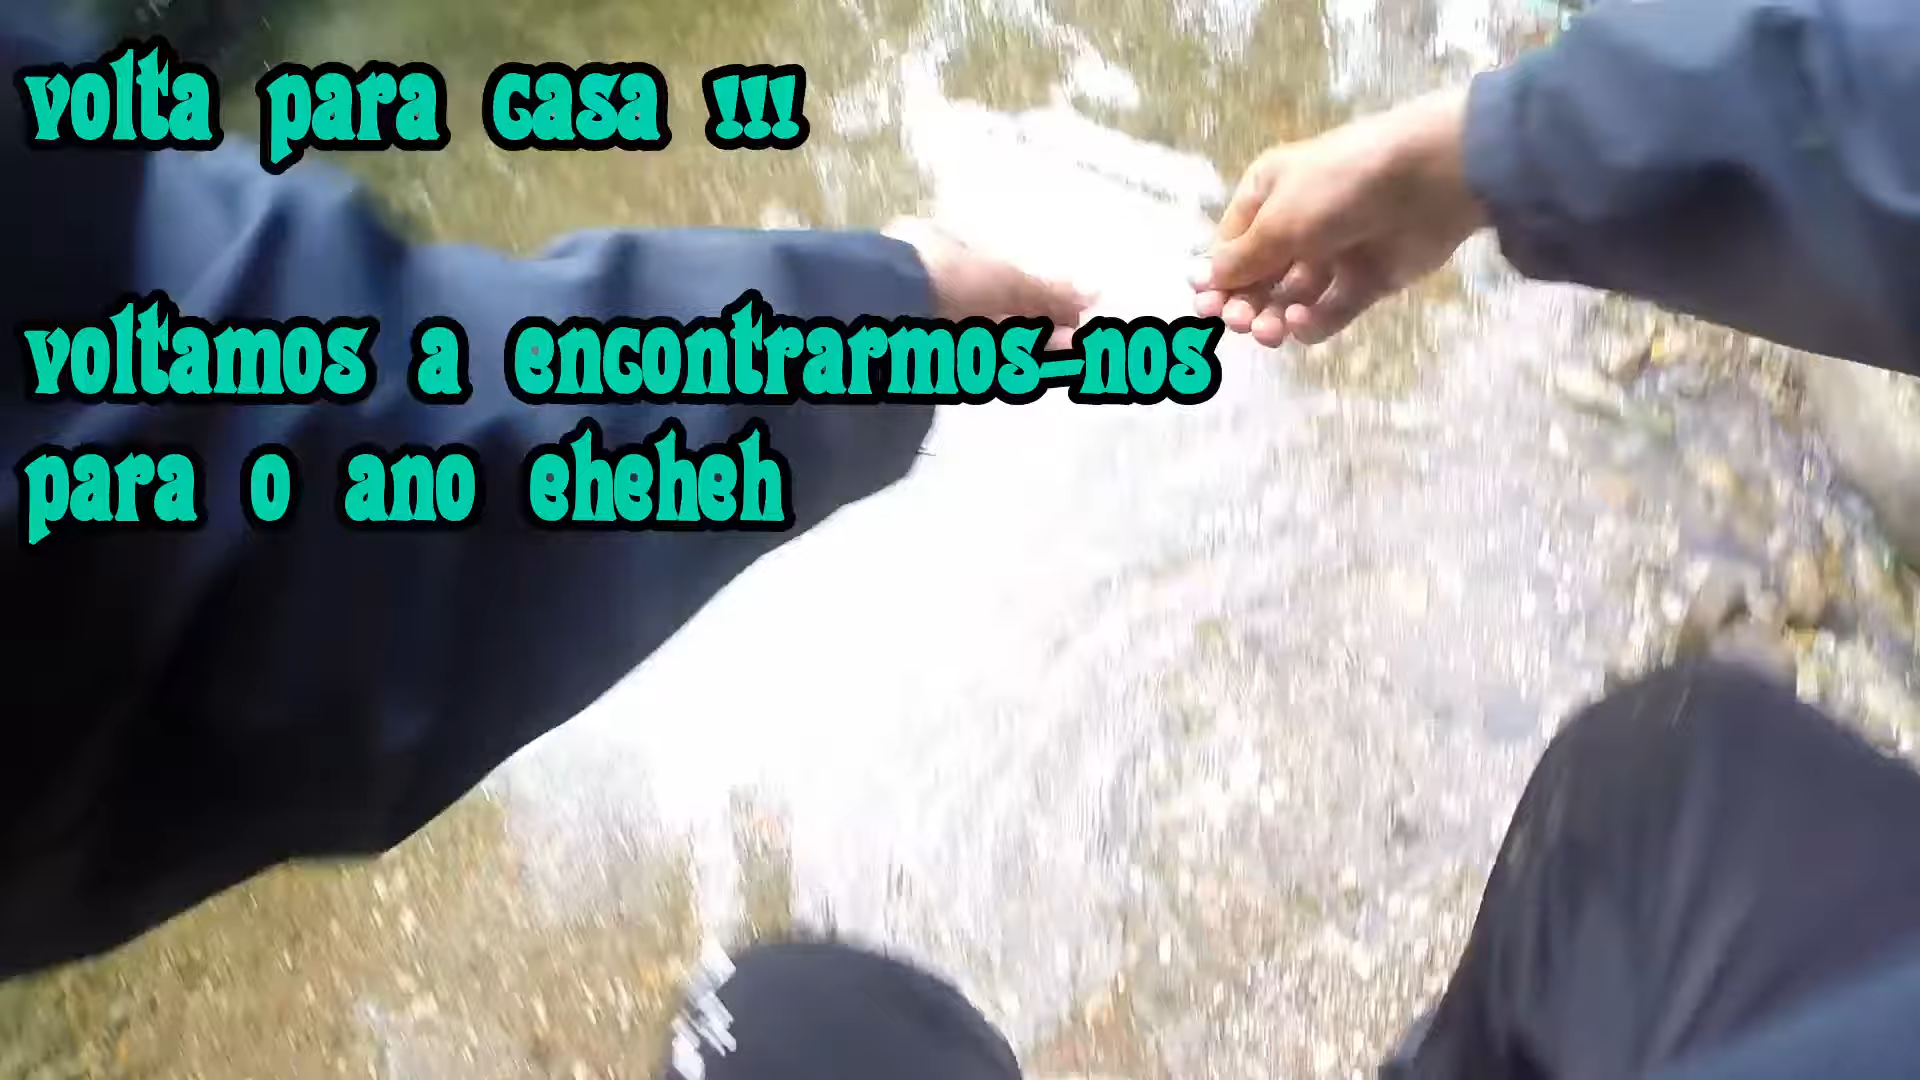 volta para casa !!!
voltamos a encontrarmos-nos
para o ano eheheh